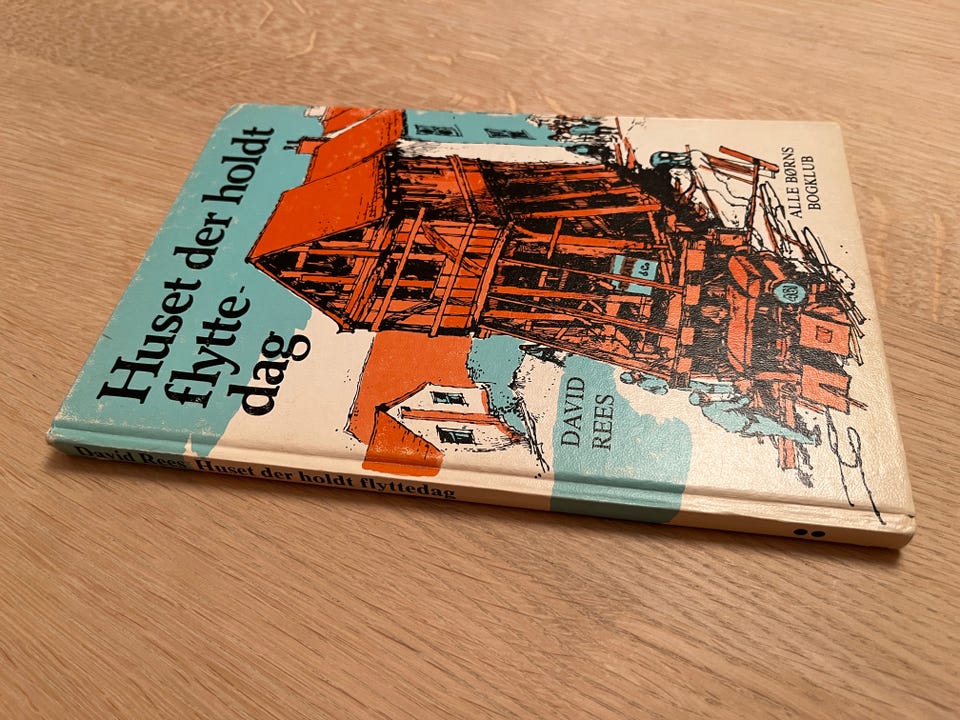 Huset der holdt
flytte-
dag
DAVID
REES
ALLE BØRNS
BOGKLUB
David Rees Huset der holdt flyttedag